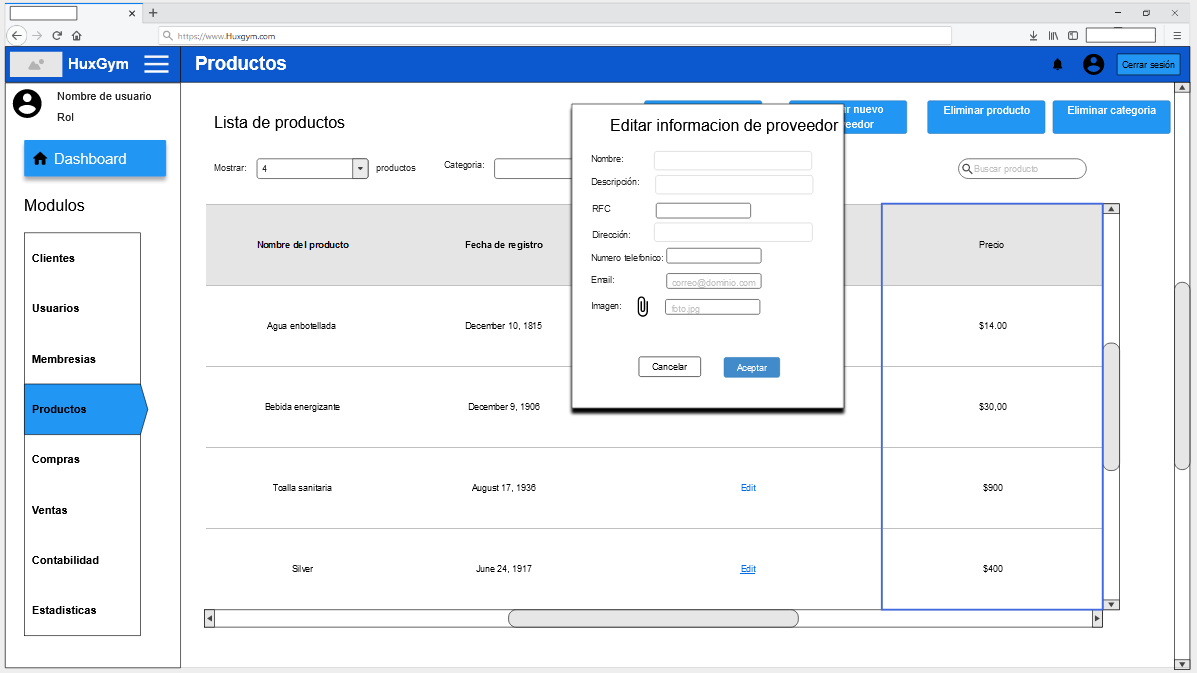 https://www.Huxgym.com
HuxGym
Productos
Cerrar sesión
Nombre de usuario
Rol
Dashboard
Modulos
Clientes
Usuarios
Membresias
Productos
Compras
Ventas
Contabilidad
Estadisticas
Lista de productos
nuevo
Eliminar producto
Eliminar categoria
Mostrar:
4
productos
Categoria:
Buscar producto
Nombre del producto
Fecha de registro
Precio
Agua enbotellada
December 10, 1815
$14.00
Bebida energizante
December 9, 1906
$30,00
Toalla sanitaria
August 17, 1936
Edit
$900
Silver
June 24, 1917
Edit
$400
Editar informacion de proveedor
Nombre:
Descripción:
RFC
Dirección:
Numero telefonico:
Email:
correo@dominio.com
Imagen:
foto.jpg
Cancelar
Aceptar